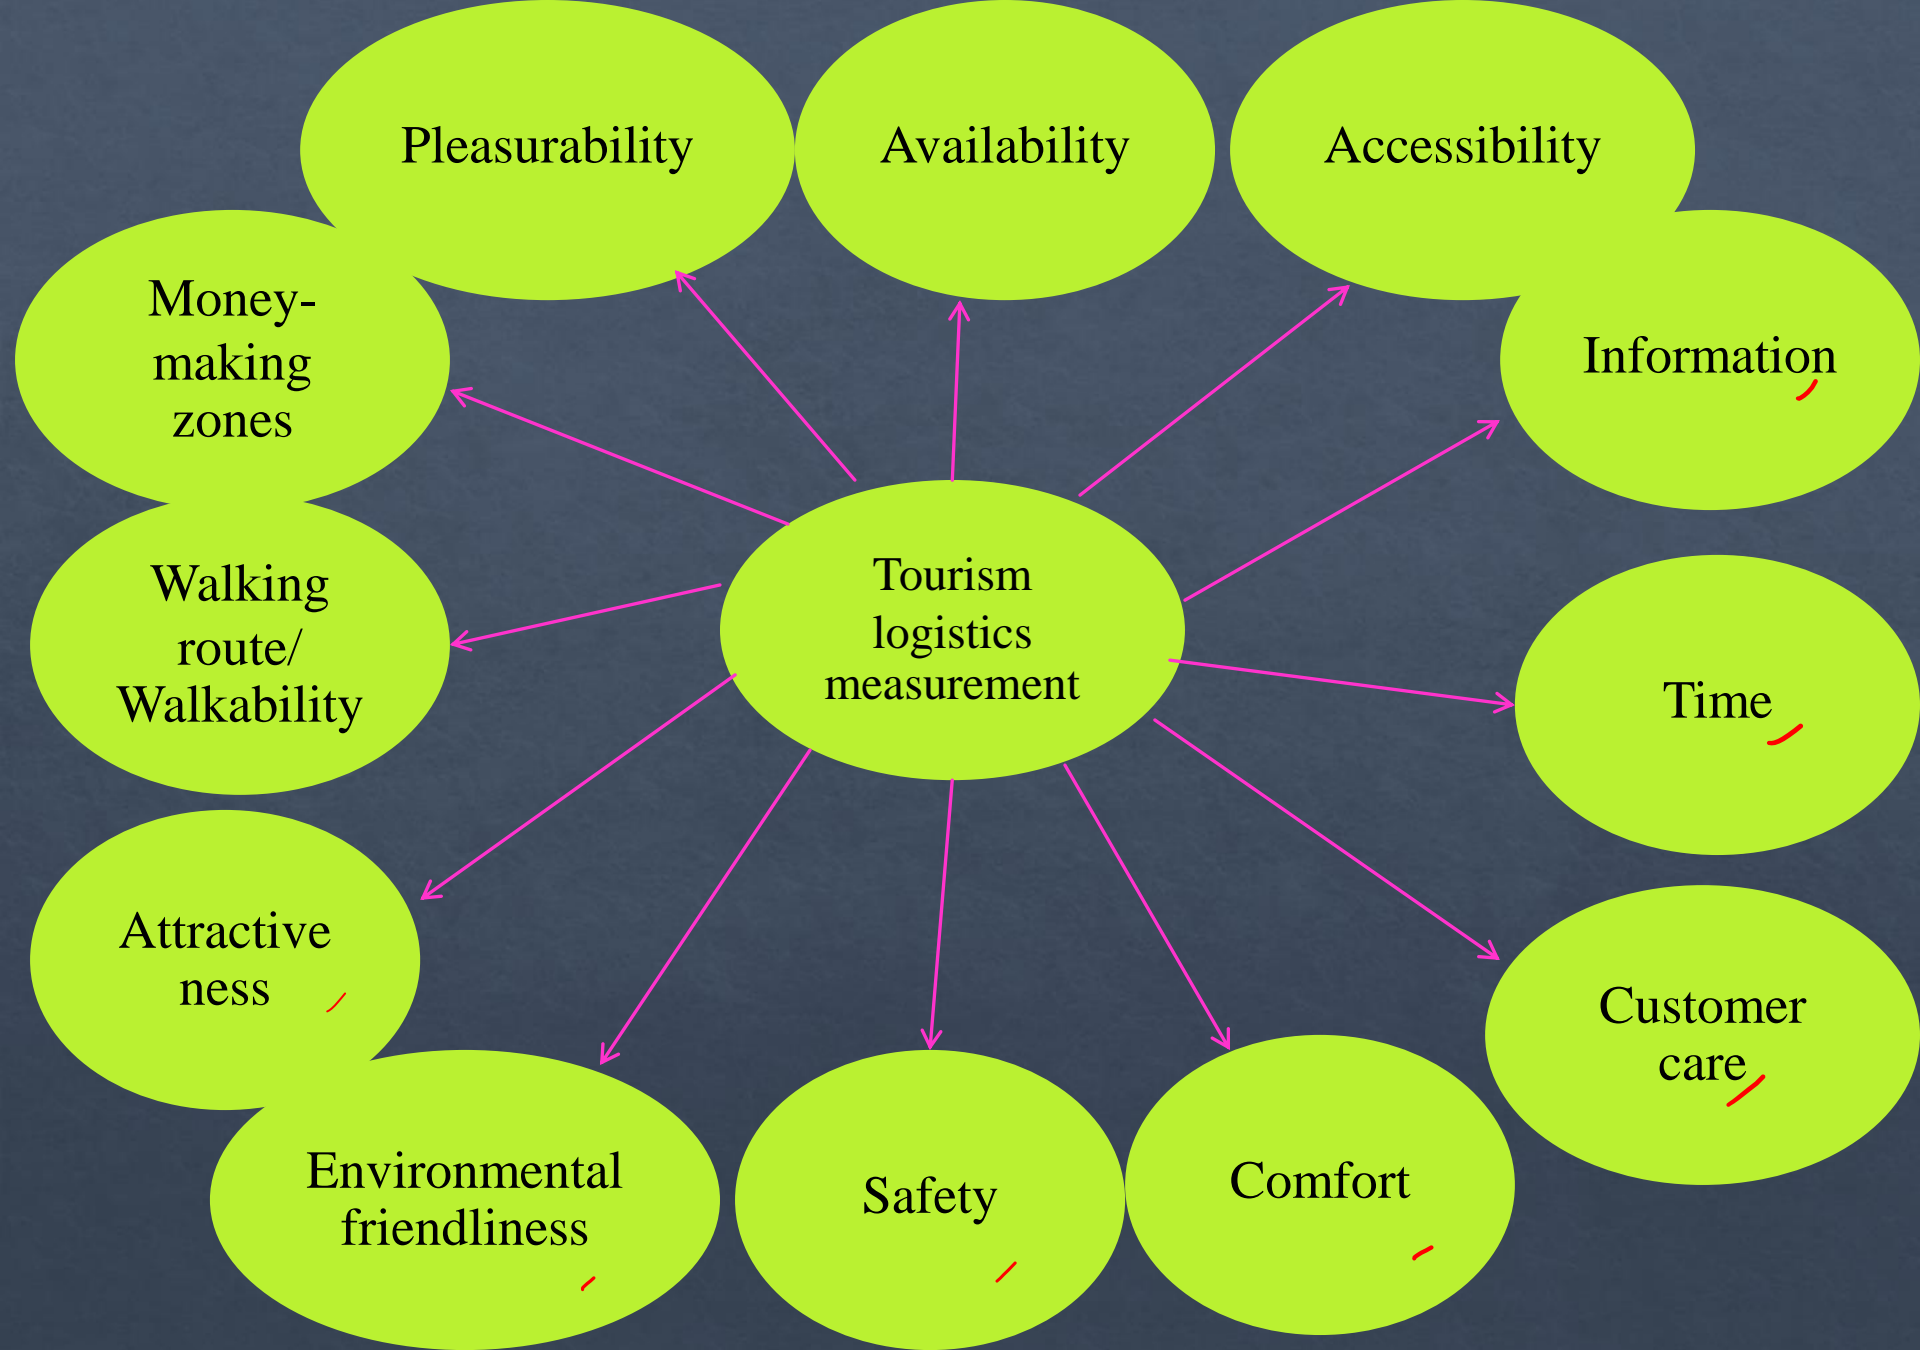 Pleasurability
Availability
Accessibility
Money-
making
zones
Information
Walking
route/
Walkability
Tourism
logistics
measurement
Time
Attractive
ness
Customer
care
Environmental
friendliness
Safety
Comfort